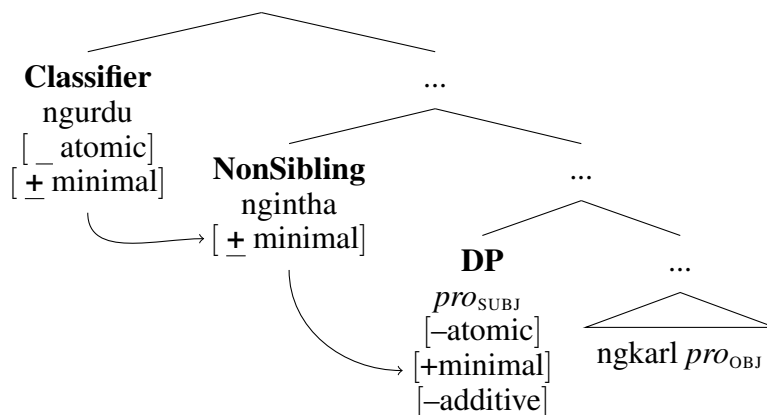 Classifier
ngurdu
[ _ atomic]
[ + minimal]
...
NonSibling
ngintha
[ + minimal]
...
DP
pro_SUBJ
[–atomic]
[+minimal]
[–additive]
...
ngkarl pro_OBJ